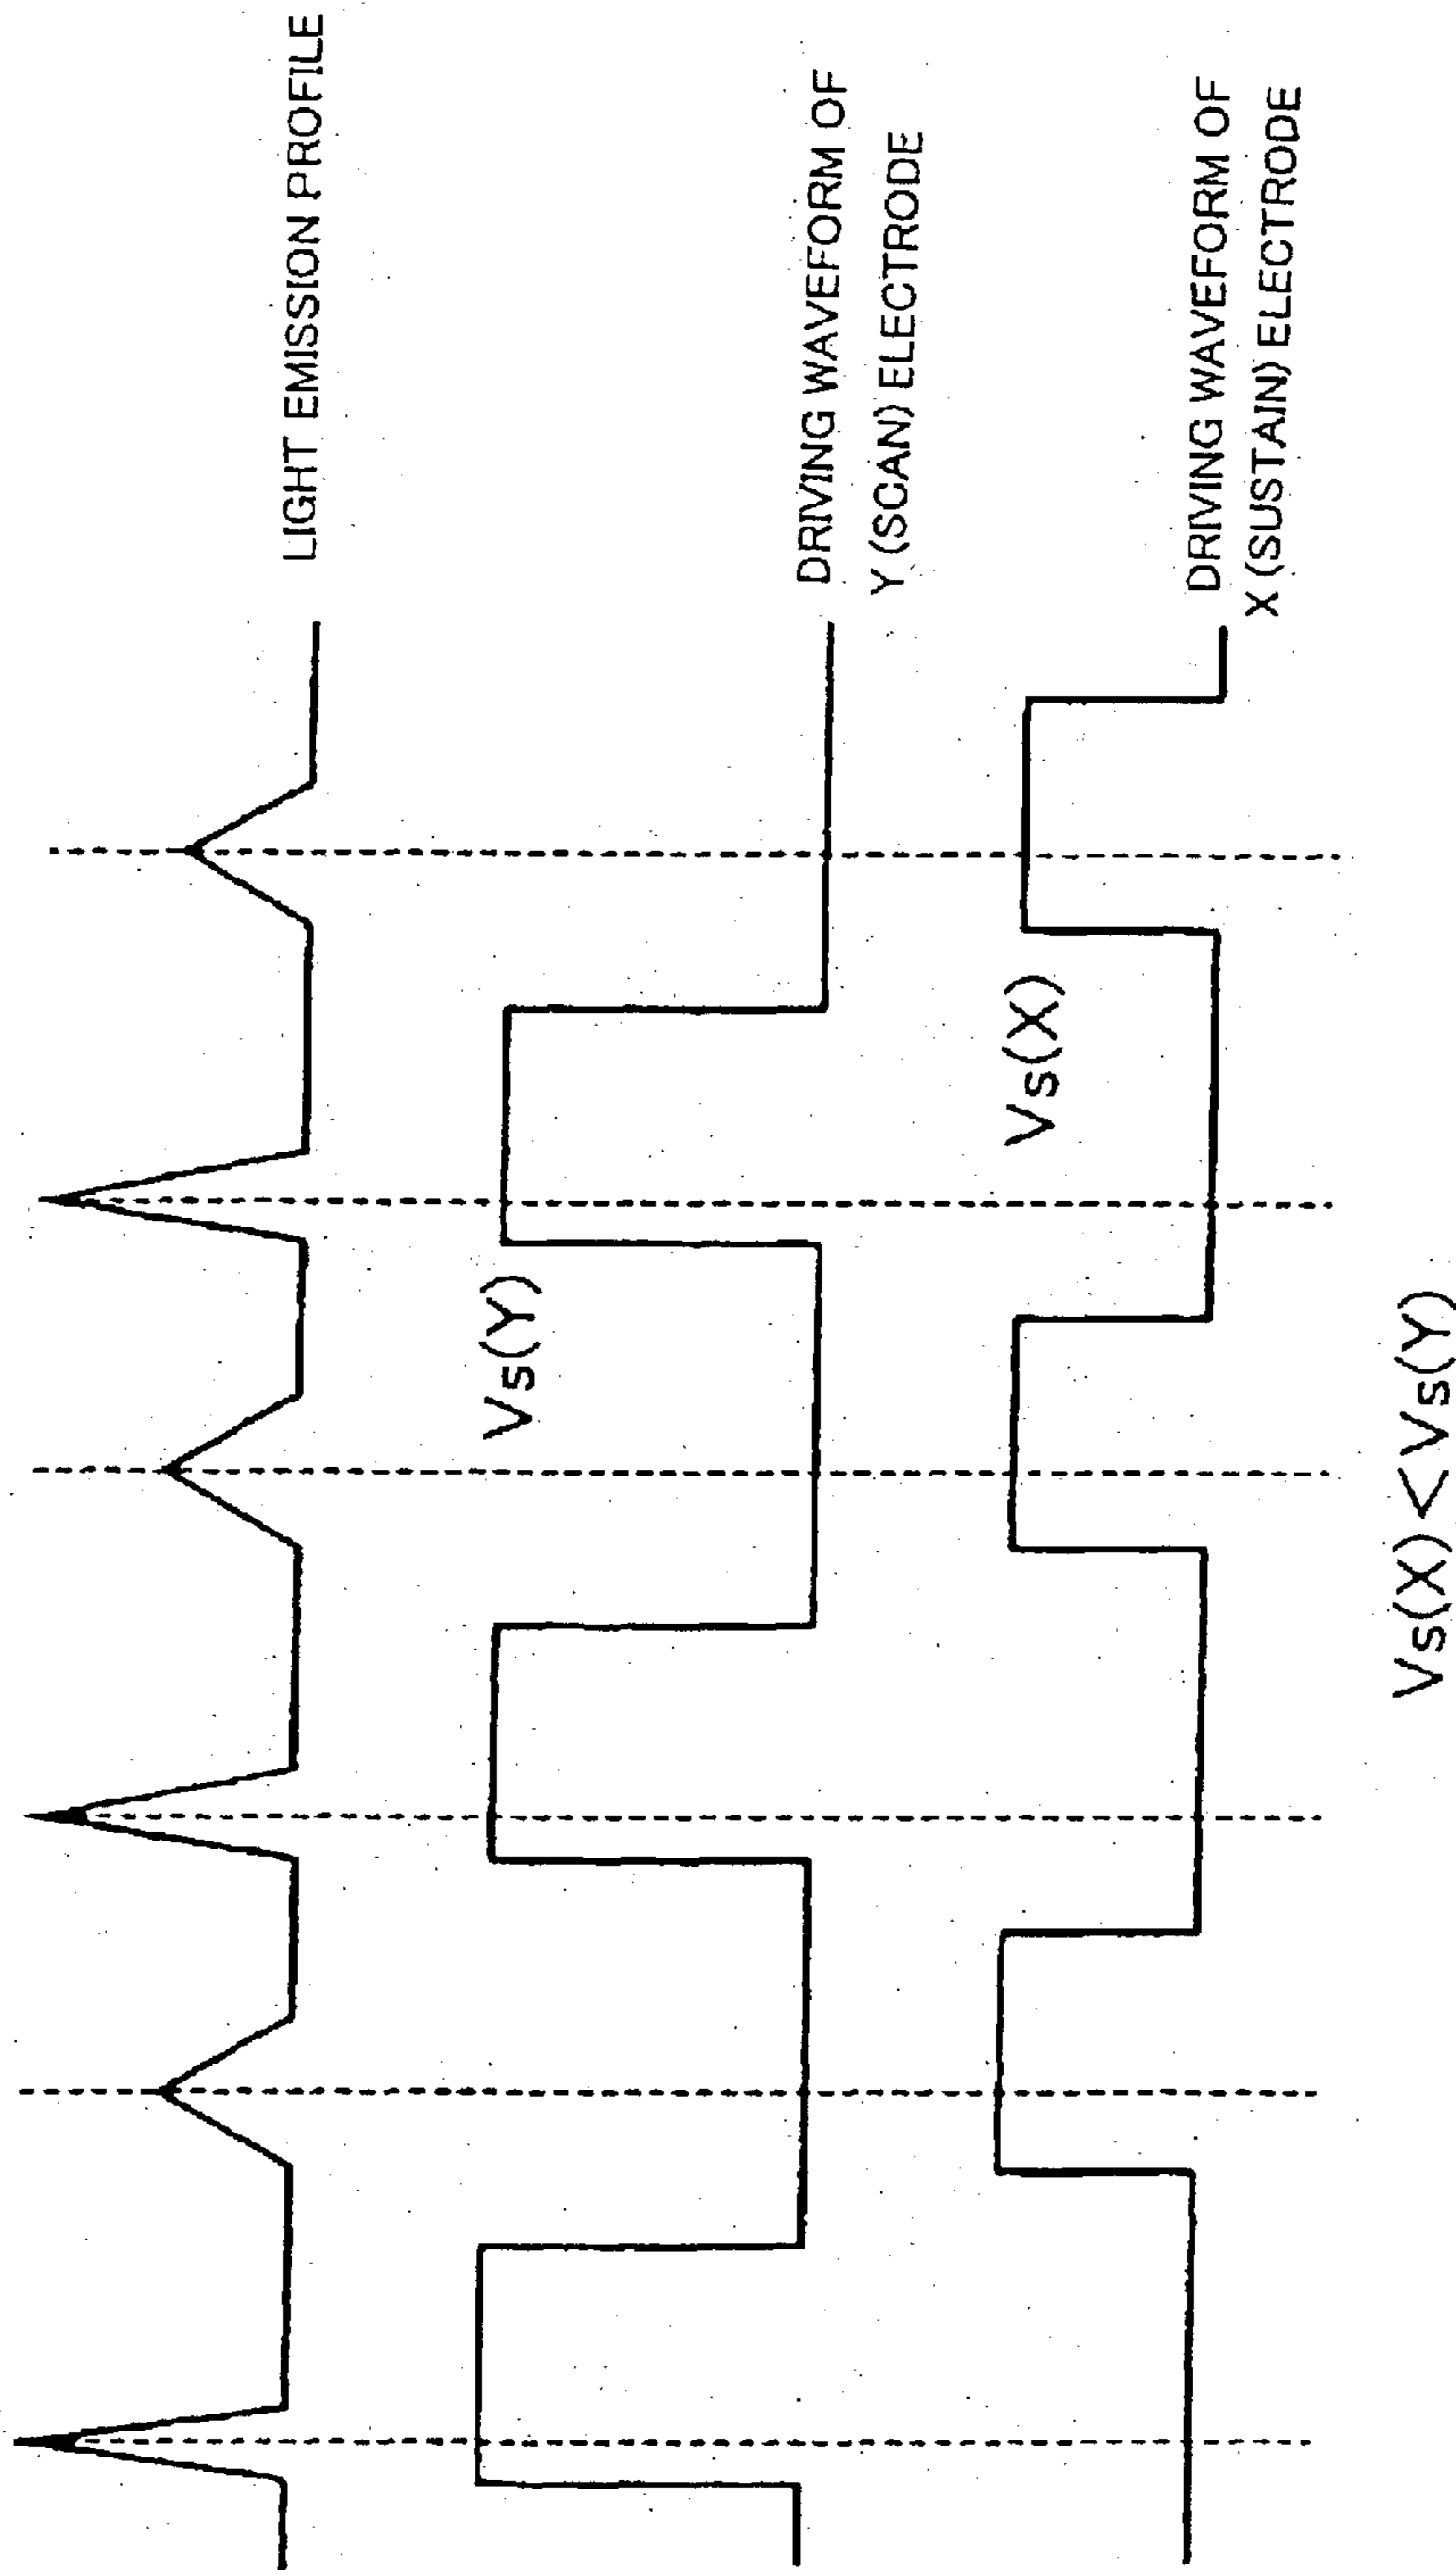 LIGHT EMISSION PROFILE
Vs(Y)
DRIVING WAVEFORM OF
Y (SCAN) ELECTRODE
Vs(X)
DRIVING WAVEFORM OF
X (SUSTAIN) ELECTRODE
Vs(X) < Vs(Y)